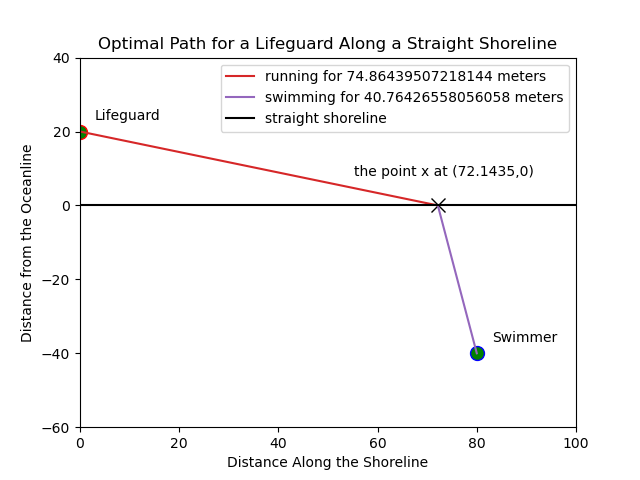 Optimal Path for a Lifeguard Along a Straight Shoreline
running for 74.86439507218144 meters
swimming for 40.76426558056058 meters
straight shoreline
Lifeguard
the point x at (72.1435,0)
Swimmer
Distance from the Oceanline
40
20
0
−20
−40
−60
0
20
40
60
80
100
Distance Along the Shoreline